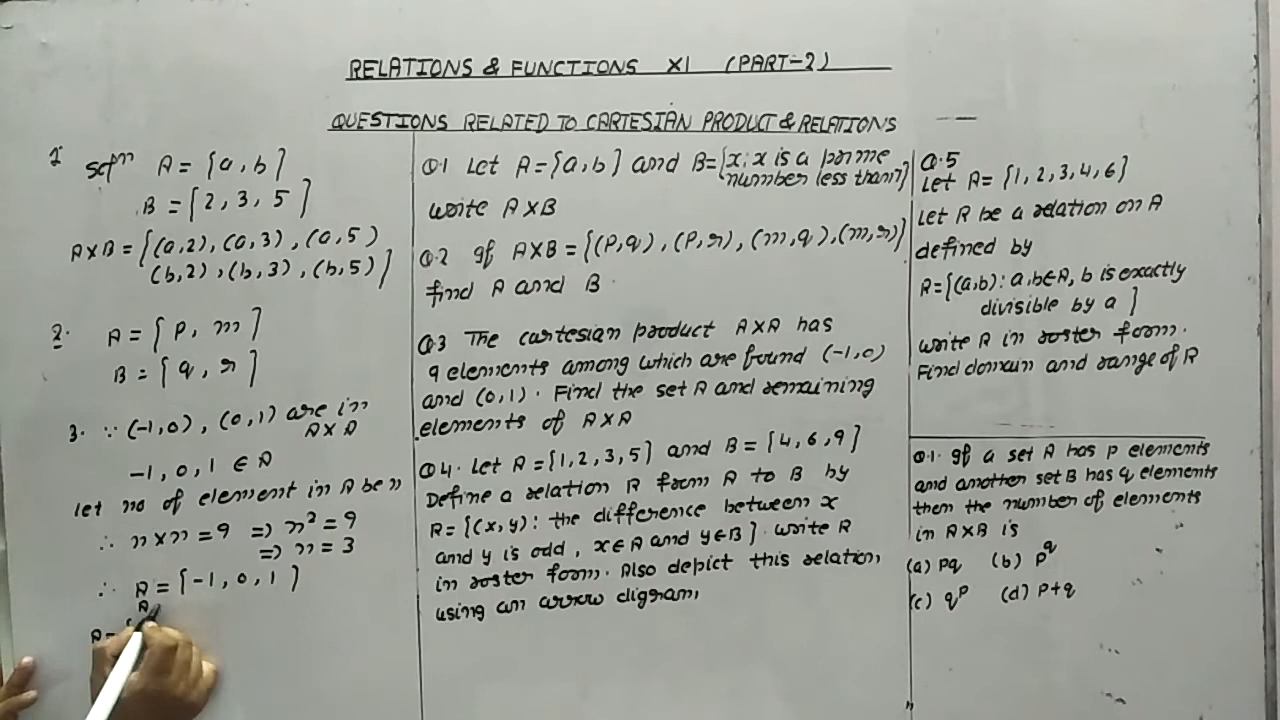 RELATIONS & FUNCTIONS XI (PART-2)
QUESTIONS RELATED TO CARTESIAN PRODUCT & RELATIONS
1. Solⁿ A = {a, b}
B = {2, 3, 5}
A×B = {(a,2), (a,3), (a,5)
(b,2), (b,3), (b,5)}
2. A = {P, m}
B = {q, r}
3. ∵ (-1,0), (0,1) are in
A×A
-1, 0, 1 ∈ A
let no of element in A be n
∴ n×n = 9 => n² = 9
=> n = 3
∴ A = {-1, 0, 1}
Q.1 Let A={a,b} and B={x: x is a prime
number less than 7}
write A×B
Q.2 If A×B = {(P,q), (P,r), (m,q), (m,r)}
find A and B.
Q.3 The cartesian product A×A has
9 elements among which are found (-1,0)
and (0,1). Find the set A and remaining
elements of A×A
Q.4. Let A={1,2,3,5} and B={4,6,9}
Define a relation R from A to B by
R={(x,y): the difference between x
and y is odd, x∈A and y∈B}. write R
in roster form. Also depict this relation
using an arrow digram.
Q.5
Let A= {1,2,3,4,6}
Let R be a relation on A
defined by
R={(a,b): a,b∈A, b is exactly
divisible by a}
write R in roster form.
Find domain and range of R
Q.1. If a set A has p elements
and another set B has q elements
then the number of elements
in A×B is
(a) pq (b) p^q
(c) q^p (d) p+q